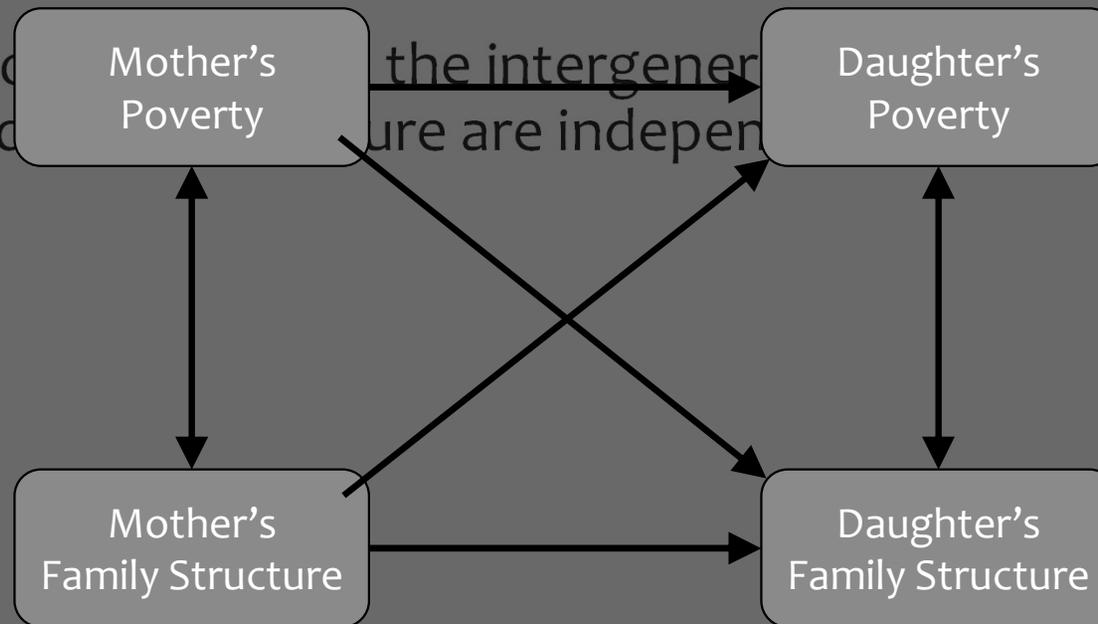 Mother’s
Poverty
the intergener
ure are indepen
Daughter’s
Poverty
Mother’s
Family Structure
Daughter’s
Family Structure